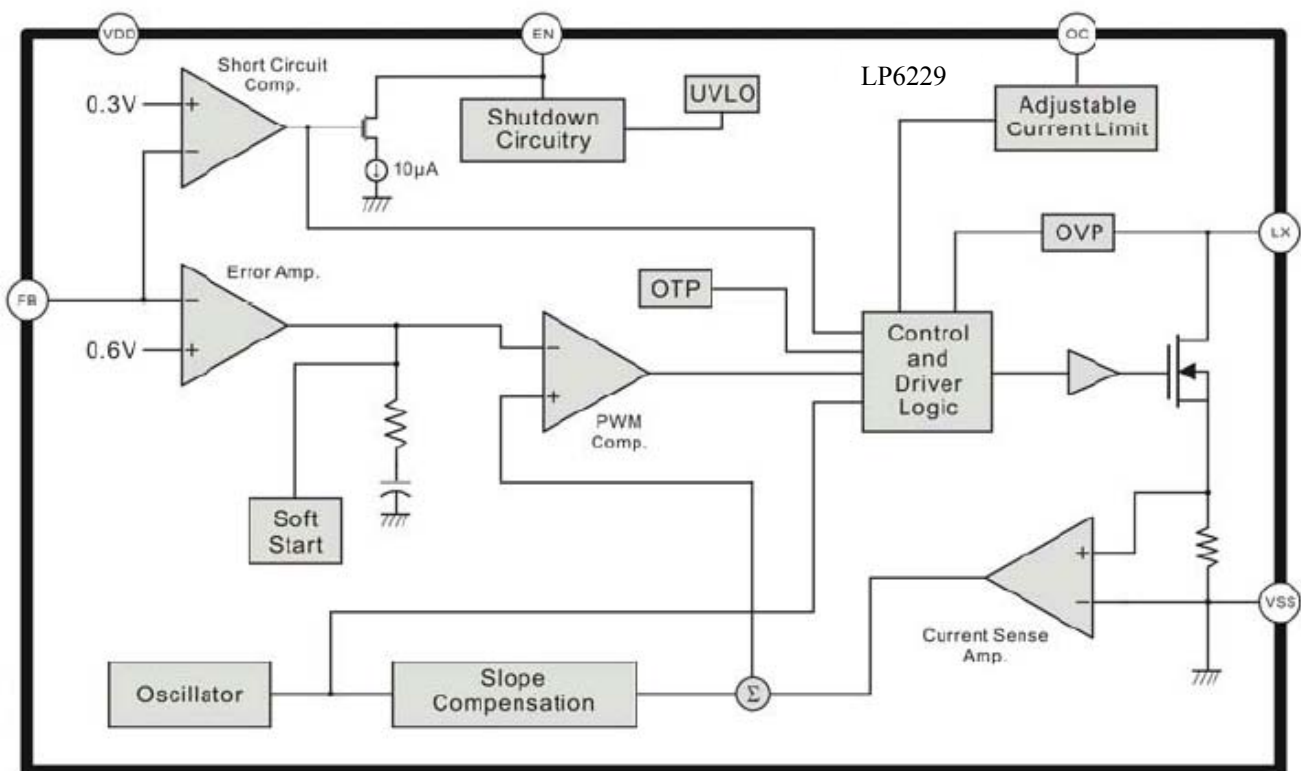 VDD
EN
OC
LP6229
Short Circuit
Comp.
0.3V
+
−
UVLO
Shutdown
Circuitry
Adjustable
Current Limit
10µA
OVP
LX
Error Amp.
FB
−
0.6V
+
OTP
Control
and
Driver
Logic
−
+
PWM
Comp.
Soft
Start
+
−
VSS
Current Sense
Amp.
Oscillator
Slope
Compensation
Σ